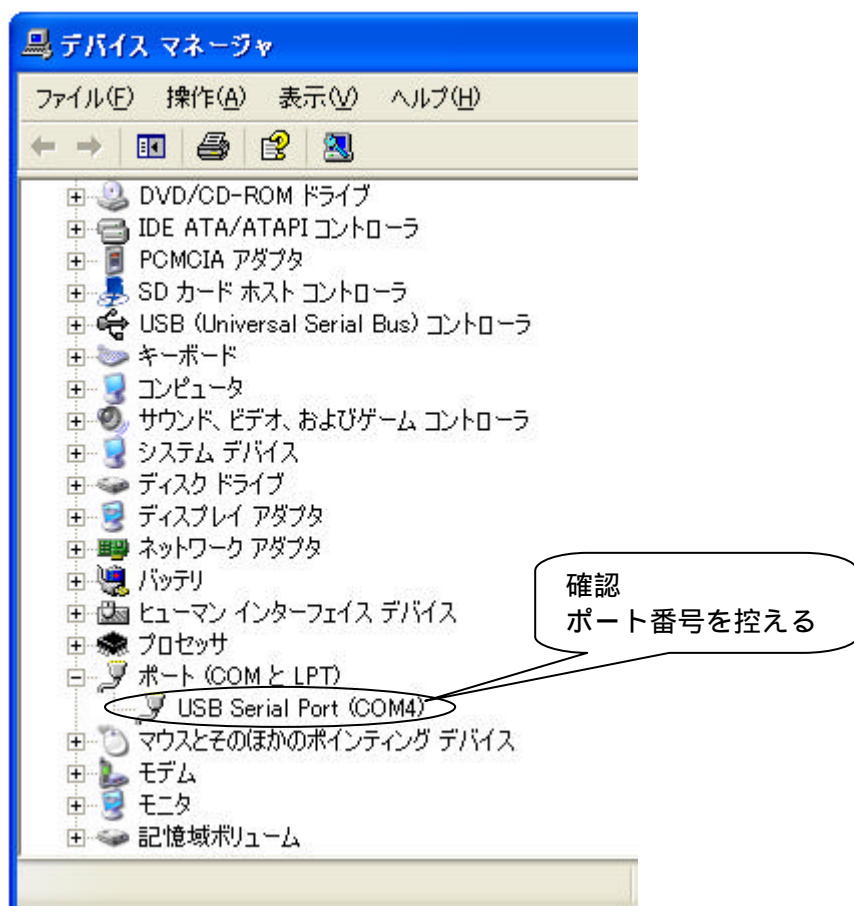 デバイス マネージャ
ファイル(F) 操作(A) 表示(V) ヘルプ(H)
DVD/CD-ROM ドライブ
IDE ATA/ATAPI コントローラ
PCMCIA アダプタ
SD カード ホスト コントローラ
USB (Universal Serial Bus) コントローラ
キーボード
コンピュータ
サウンド、ビデオ、およびゲーム コントローラ
システム デバイス
ディスク ドライブ
ディスプレイ アダプタ
ネットワーク アダプタ
バッテリ
ヒューマン インターフェイス デバイス
プロセッサ
ポート (COM と LPT)
USB Serial Port (COM4)
マウスとそのほかのポインティング デバイス
モデム
モニタ
記憶域ボリューム
確認
ポート番号を控える